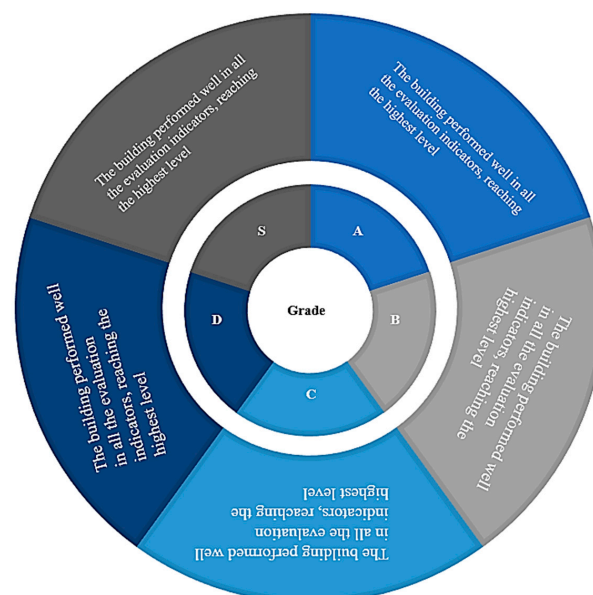 The building performed well in all
the evaluation indicators, reaching
the highest level
The building performed well in all
the evaluation indicators, reaching
the highest level
S
A
Grade
D
B
C
The building performed well
in all the evaluation
indicators, reaching the
highest level
The building performed well
in all the evaluation
indicators, reaching the
highest level
The building performed well
in all the evaluation
indicators, reaching the
highest level